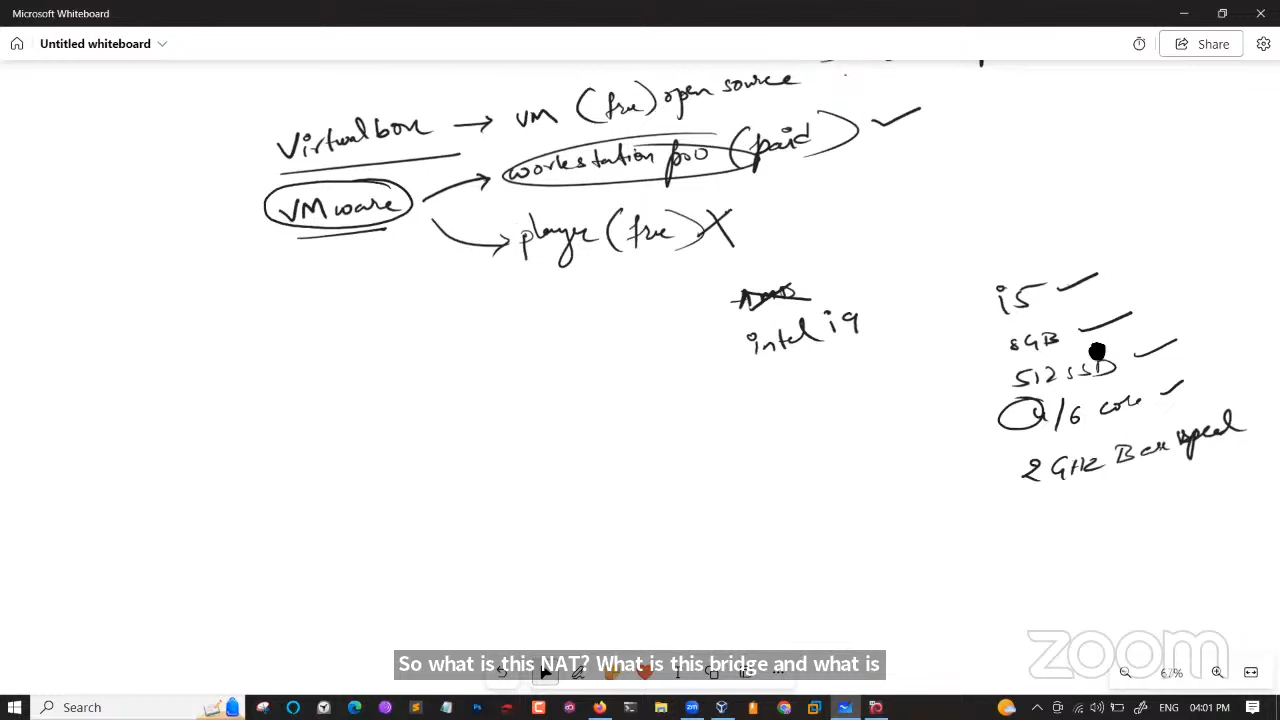 Microsoft Whiteboard
Untitled whiteboard
Share
Virtualbox → VM (free) open source
VMware
workstation pro (paid) ✓
player (free) X
intel i9
i5 ✓
8GB ✓
512 SSD ✓
4/6 core ✓
2 GHz Base speed
So what is this NAT? What is this bridge and what is
zoom
67%
Search
ENG
04:01 PM